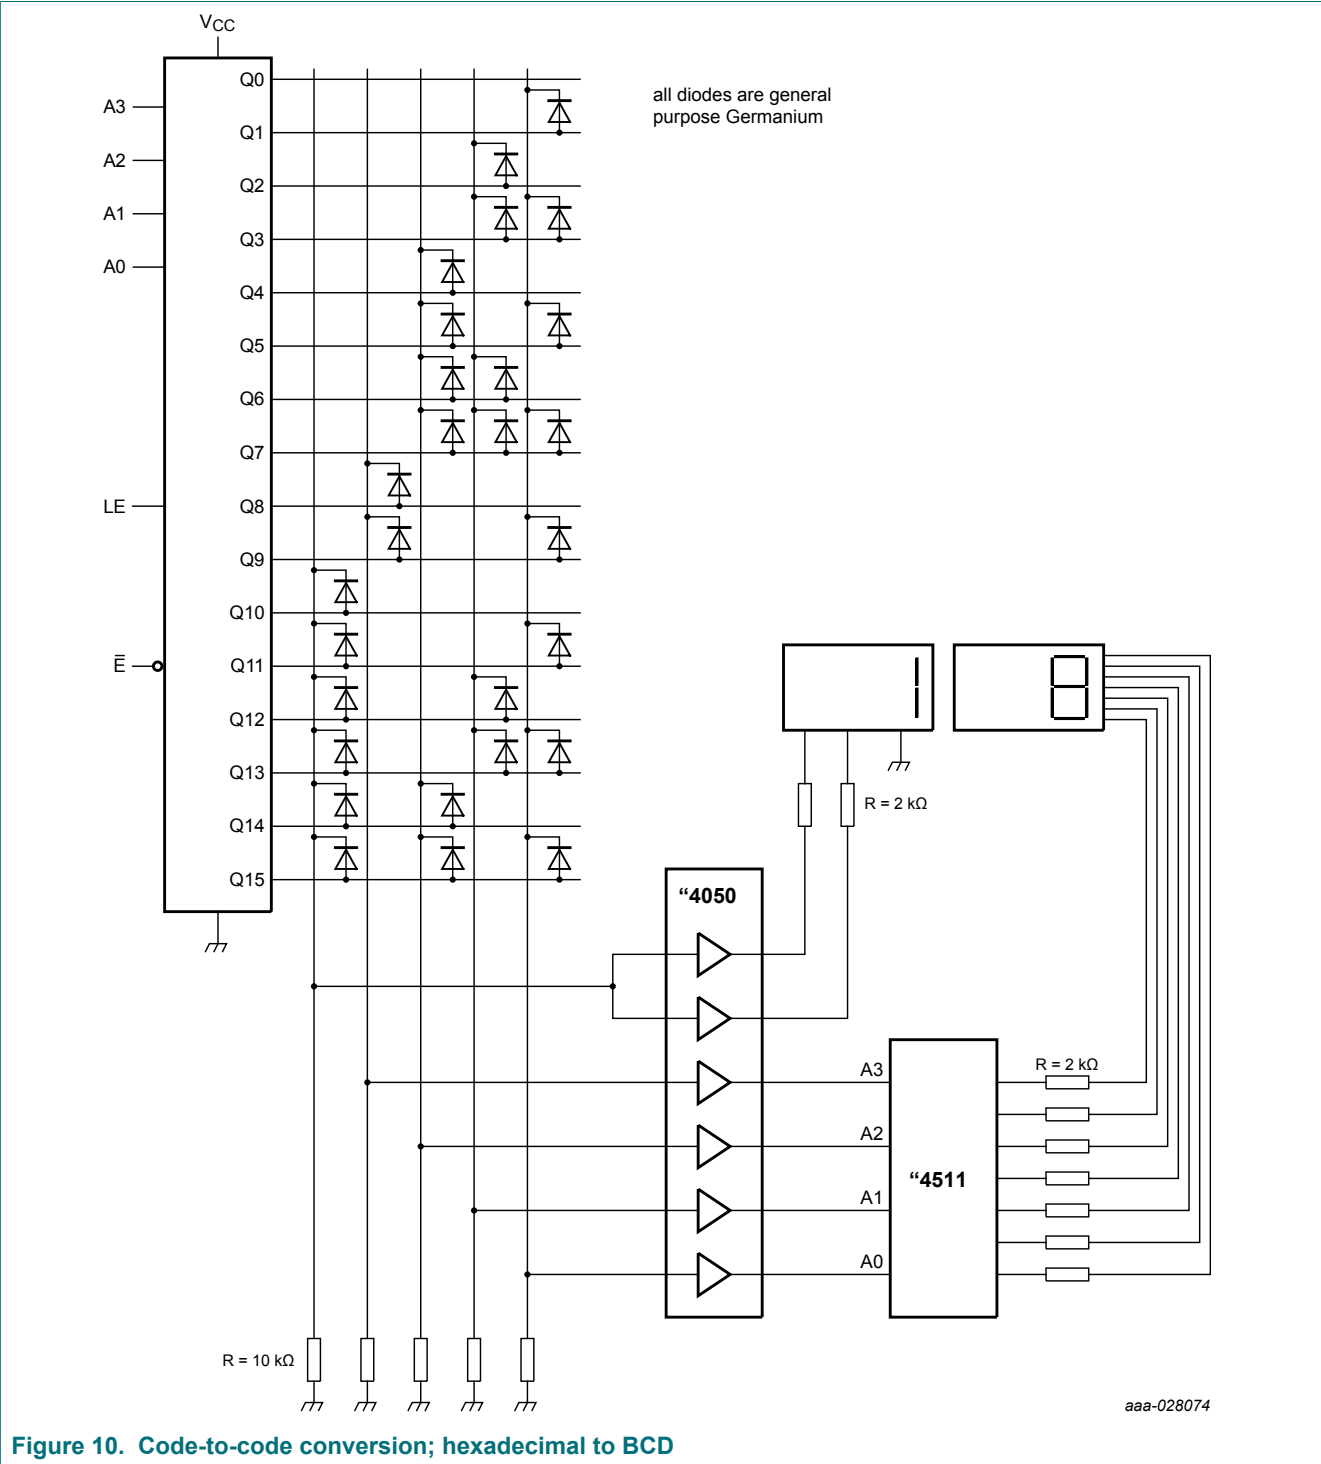 VCC
A3
A2
A1
A0
LE
E̅
Q0
Q1
Q2
Q3
Q4
Q5
Q6
Q7
Q8
Q9
Q10
Q11
Q12
Q13
Q14
Q15
all diodes are general
purpose Germanium
R = 2 kΩ
“4050
A3
A2
A1
A0
“4511
R = 2 kΩ
R = 10 kΩ
aaa-028074
Figure 10. Code-to-code conversion; hexadecimal to BCD